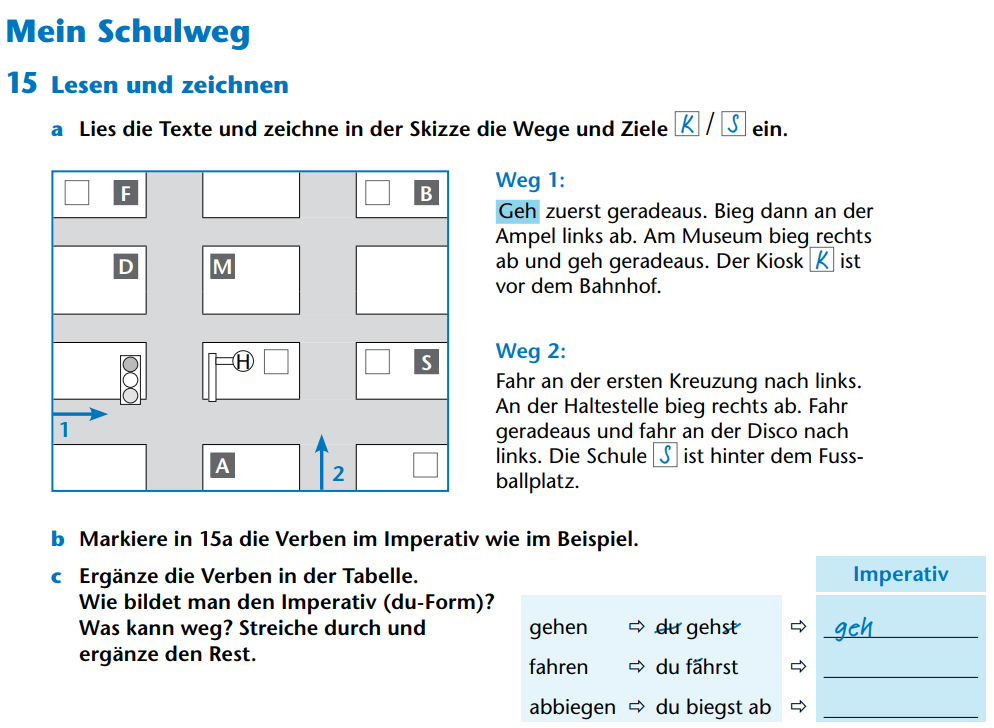 Mein Schulweg
15 Lesen und zeichnen
a Lies die Texte und zeichne in der Skizze die Wege und Ziele K / S ein.
F
B
D
M
H
S
1
A
2
Weg 1:
Geh zuerst geradeaus. Bieg dann an der
Ampel links ab. Am Museum bieg rechts
ab und geh geradeaus. Der Kiosk K ist
vor dem Bahnhof.
Weg 2:
Fahr an der ersten Kreuzung nach links.
An der Haltestelle bieg rechts ab. Fahr
geradeaus und fahr an der Disco nach
links. Die Schule S ist hinter dem Fuss-
ballplatz.
b Markiere in 15a die Verben im Imperativ wie im Beispiel.
c Ergänze die Verben in der Tabelle.
Wie bildet man den Imperativ (du-Form)?
Was kann weg? Streiche durch und
ergänze den Rest.
Imperativ
gehen ⇨ du gehst ⇨ geh
fahren ⇨ du fährst ⇨
abbiegen ⇨ du biegst ab ⇨